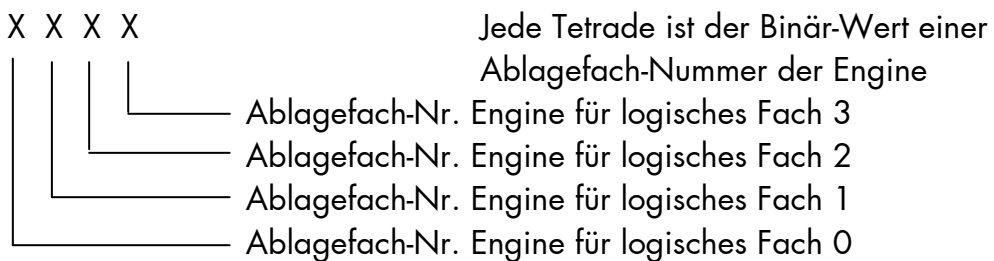 X X X X Jede Tetrade ist der Binär-Wert einer
Ablagefach-Nummer der Engine
Ablagefach-Nr. Engine für logisches Fach 3
Ablagefach-Nr. Engine für logisches Fach 2
Ablagefach-Nr. Engine für logisches Fach 1
Ablagefach-Nr. Engine für logisches Fach 0